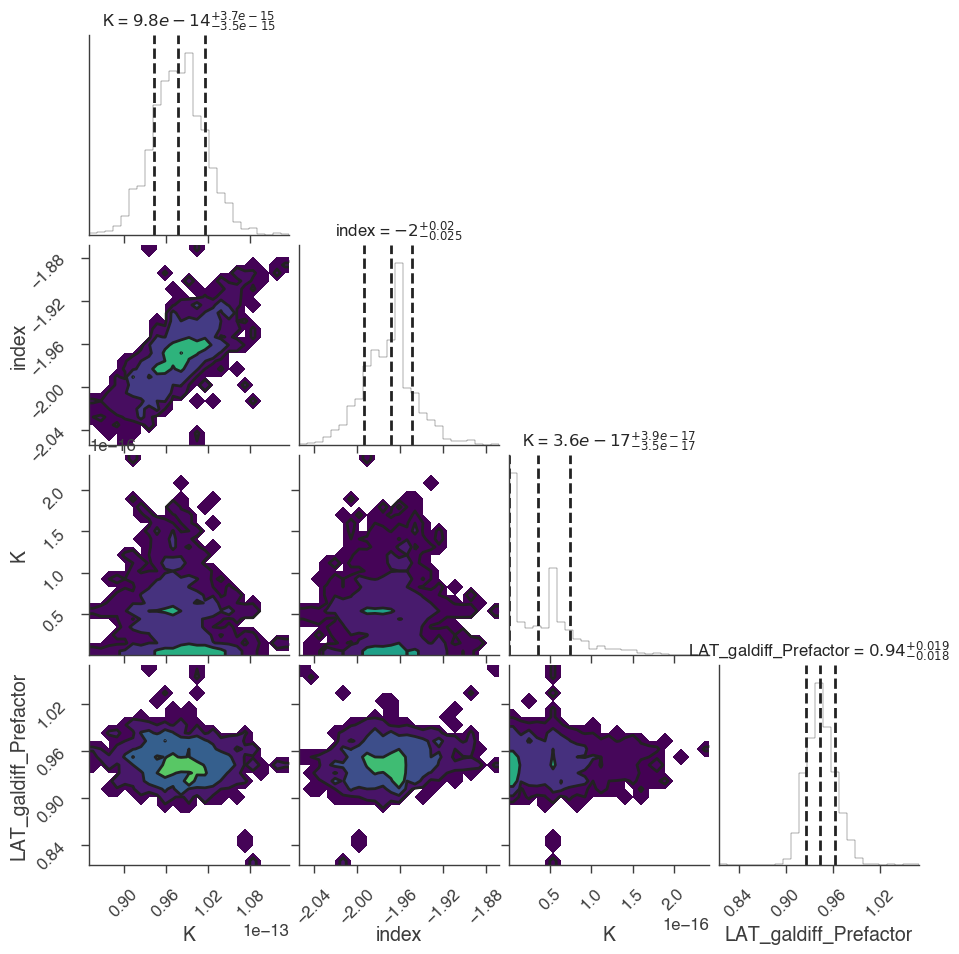 K = 9.8e−14 +3.7e−15 −3.5e−15
index = −2 +0.02 −0.025
−1.88
−1.92
−1.96
−2.00
−2.04
index
1e−16
K = 3.6e−17 +3.9e−17 −3.5e−17
2.0
1.5
1.0
0.5
K
LAT_galdiff_Prefactor = 0.94 +0.019 −0.018
1.02
0.96
0.90
0.84
LAT_galdiff_Prefactor
0.90 0.96 1.02 1.08
−2.04 −2.00 −1.96 −1.92 −1.88
0.5 1.0 1.5 2.0
0.84 0.90 0.96 1.02
1e−13
1e−16
K
index
K
LAT_galdiff_Prefactor